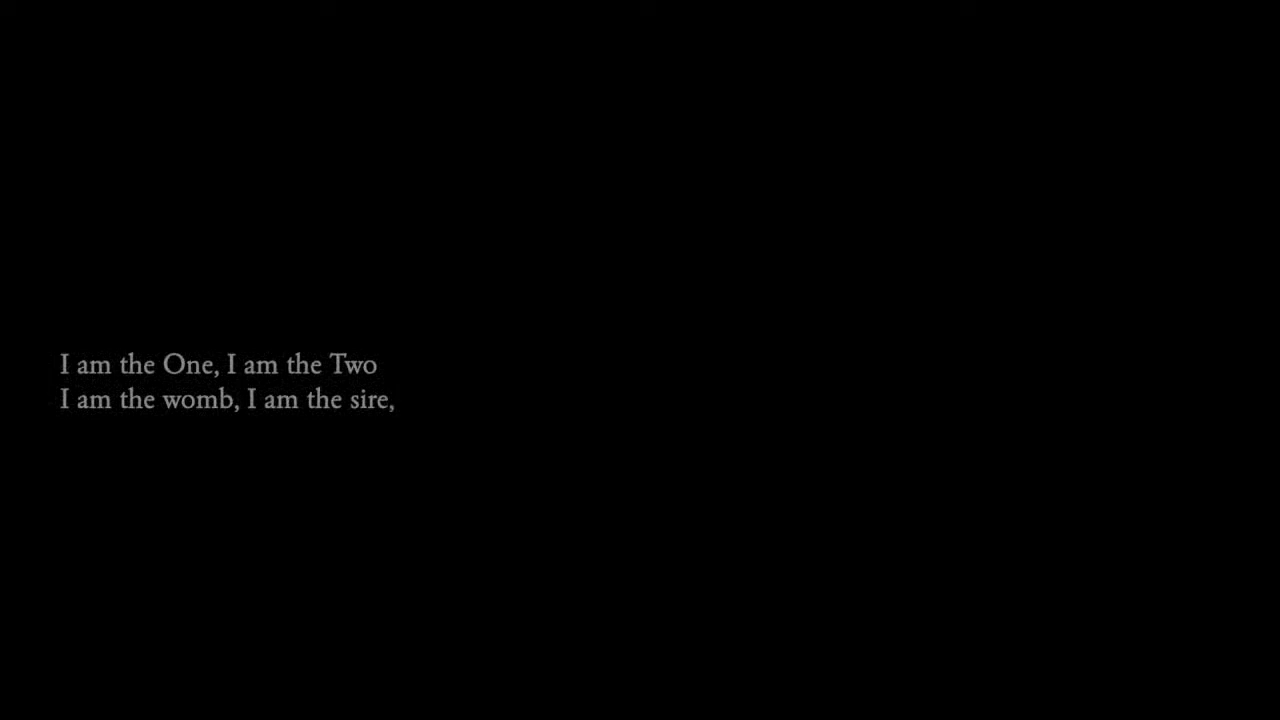 I am the One, I am the Two
I am the womb, I am the sire,